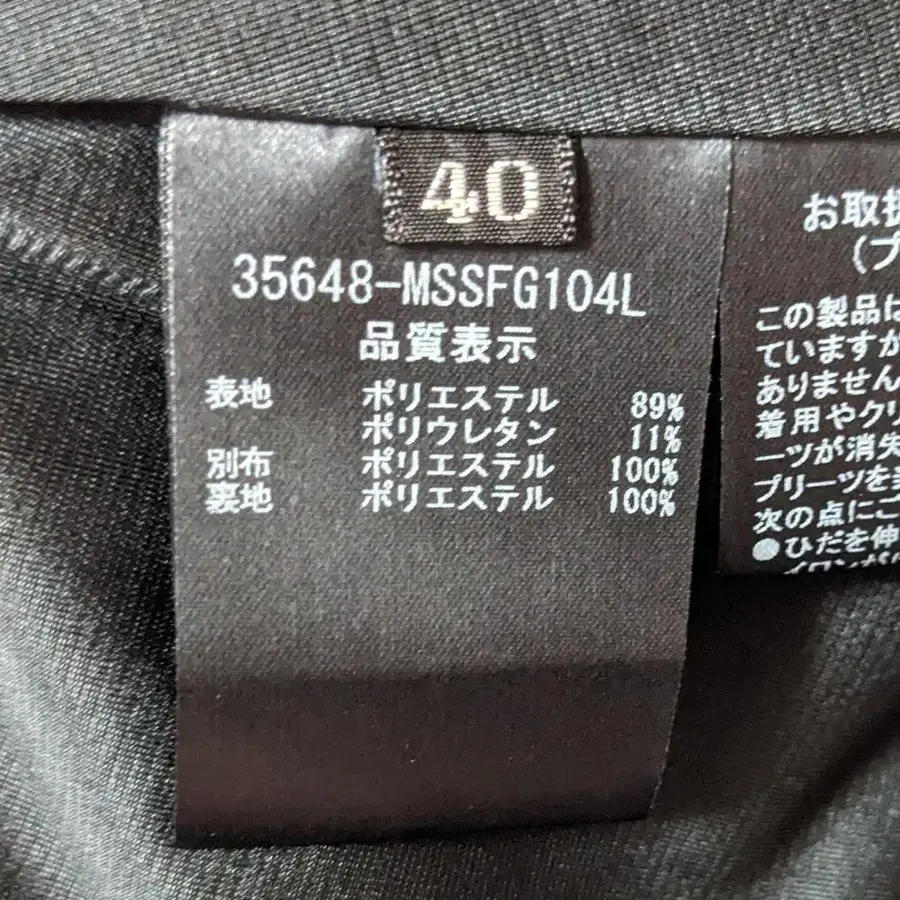 40
35648-MSSFG104L
品質表示
表地 ポリエステル 89%
ポリウレタン 11%
別布 ポリエステル 100%
裏地 ポリエステル 100%
お取扱
(プ
この製品は
ていますが
ありません
着用やクリ
ーツが消失
プリーツを
次の点にご
●ひだを伸